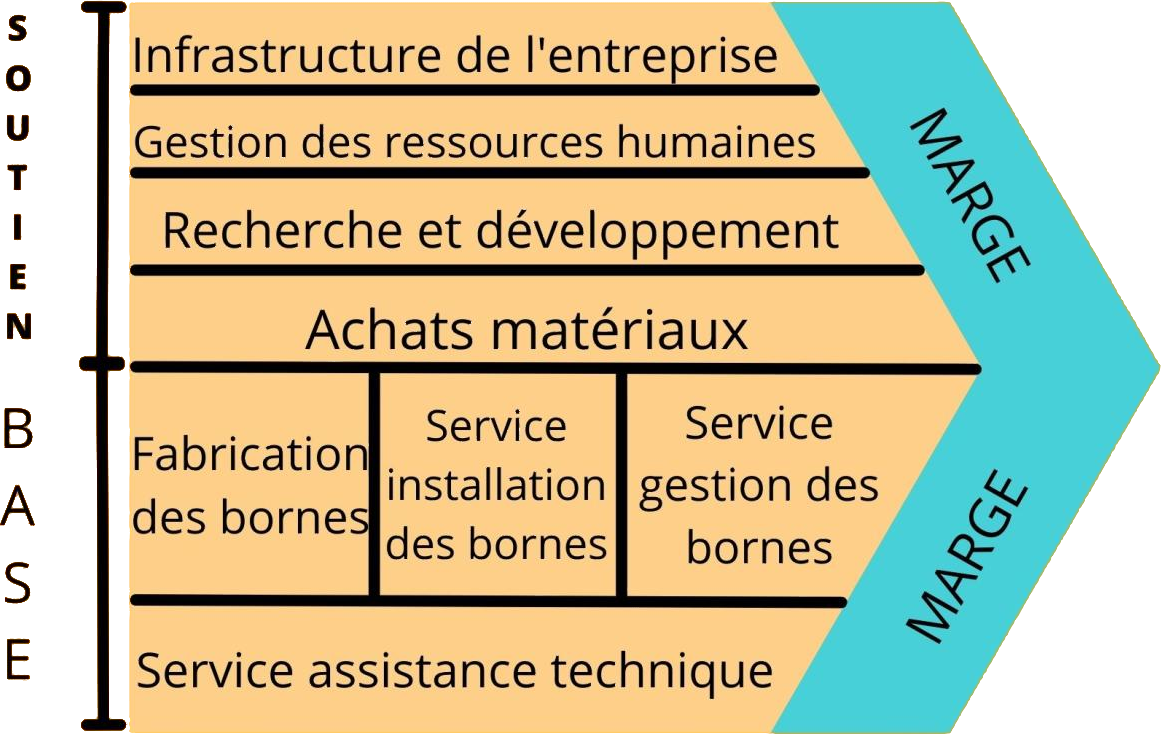 SOUTIEN
Infrastructure de l'entreprise
Gestion des ressources humaines
Recherche et développement
Achats matériaux
MARGE
BASE
Fabrication
des bornes
Service
installation
des bornes
Service
gestion des
bornes
Service assistance technique
MARGE